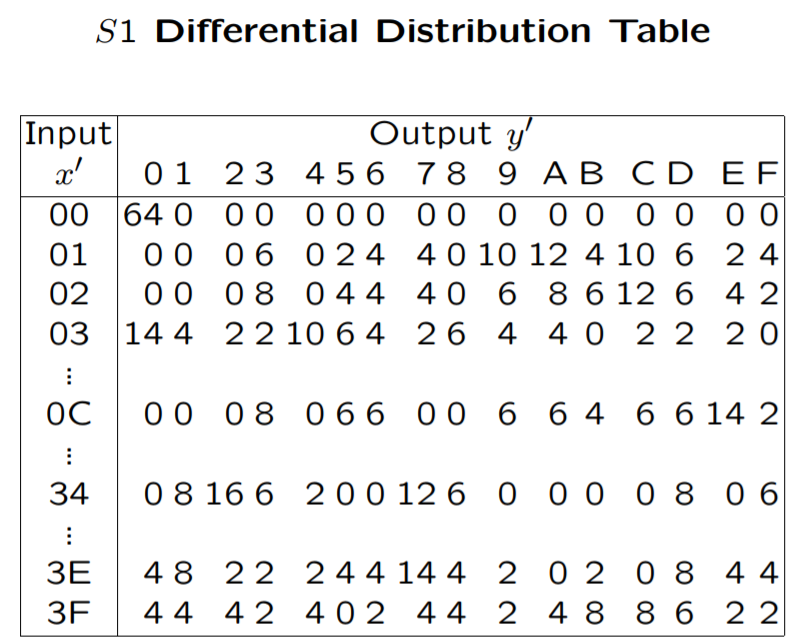 S1 Differential Distribution Table
Input Output y′
x′ 0 1 2 3 4 5 6 7 8 9 A B C D E F
00 64 0 0 0 0 0 0 0 0 0 0 0 0 0 0 0
01 0 0 0 6 0 2 4 4 0 10 12 4 10 6 2 4
02 0 0 0 8 0 4 4 4 0 6 8 6 12 6 4 2
03 14 4 2 2 10 6 4 2 6 4 4 0 2 2 2 0
⋮
0C 0 0 0 8 0 6 6 0 0 6 6 4 6 6 14 2
⋮
34 0 8 16 6 2 0 0 12 6 0 0 0 0 8 0 6
⋮
3E 4 8 2 2 2 4 4 14 4 2 0 2 0 8 4 4
3F 4 4 4 2 4 0 2 4 4 2 4 8 8 6 2 2